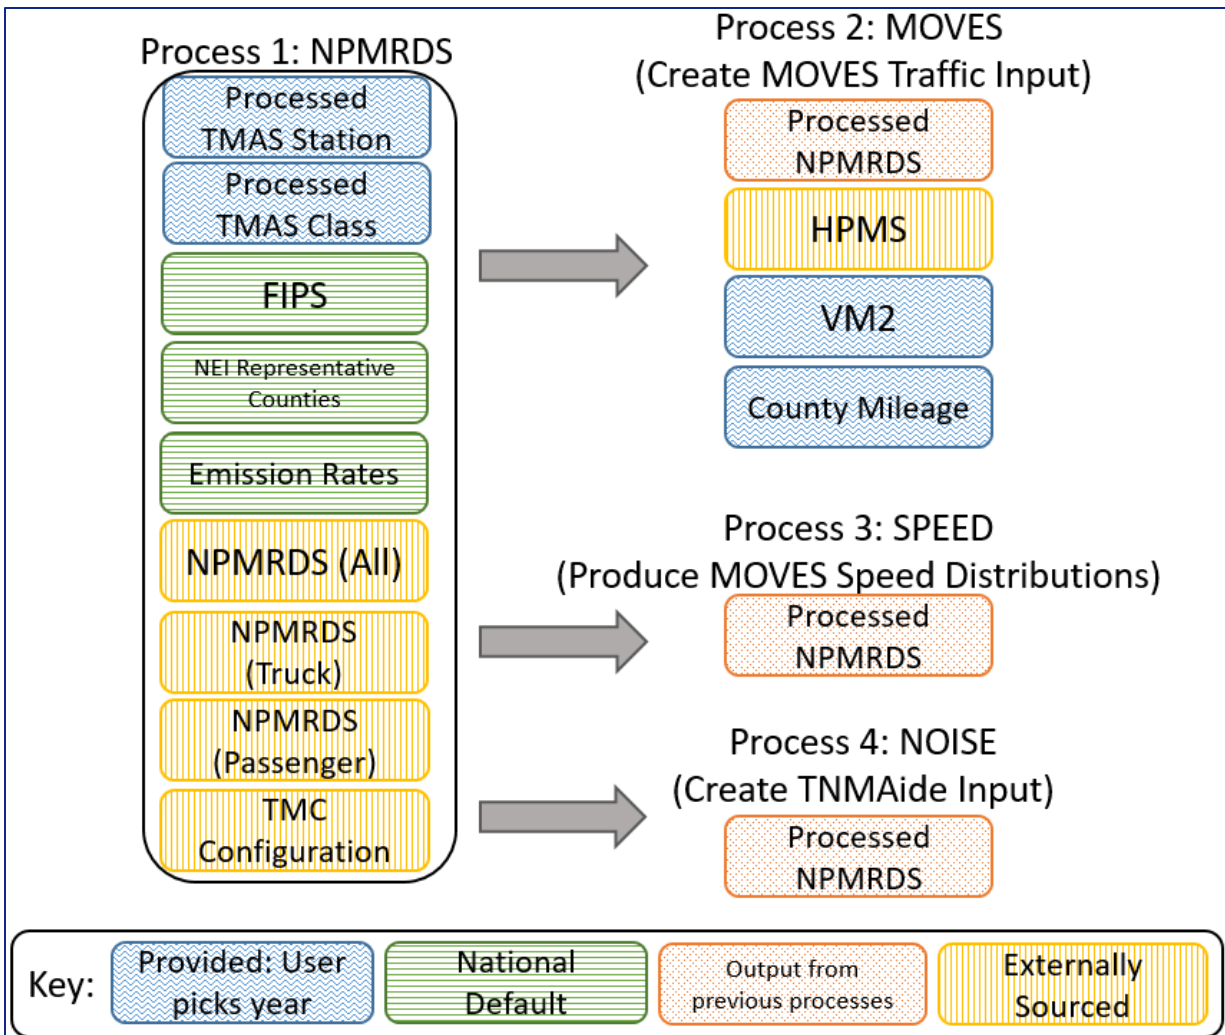 Process 1: NPMRDS
Processed
TMAS Station
Processed
TMAS Class
FIPS
NEI Representative
Counties
Emission Rates
NPMRDS (All)
NPMRDS
(Truck)
NPMRDS
(Passenger)
TMC
Configuration
Process 2: MOVES
(Create MOVES Traffic Input)
Processed
NPMRDS
HPMS
VM2
County Mileage
Process 3: SPEED
(Produce MOVES Speed Distributions)
Processed
NPMRDS
Process 4: NOISE
(Create TNMAide Input)
Processed
NPMRDS
Key:
Provided: User
picks year
National
Default
Output from
previous processes
Externally
Sourced